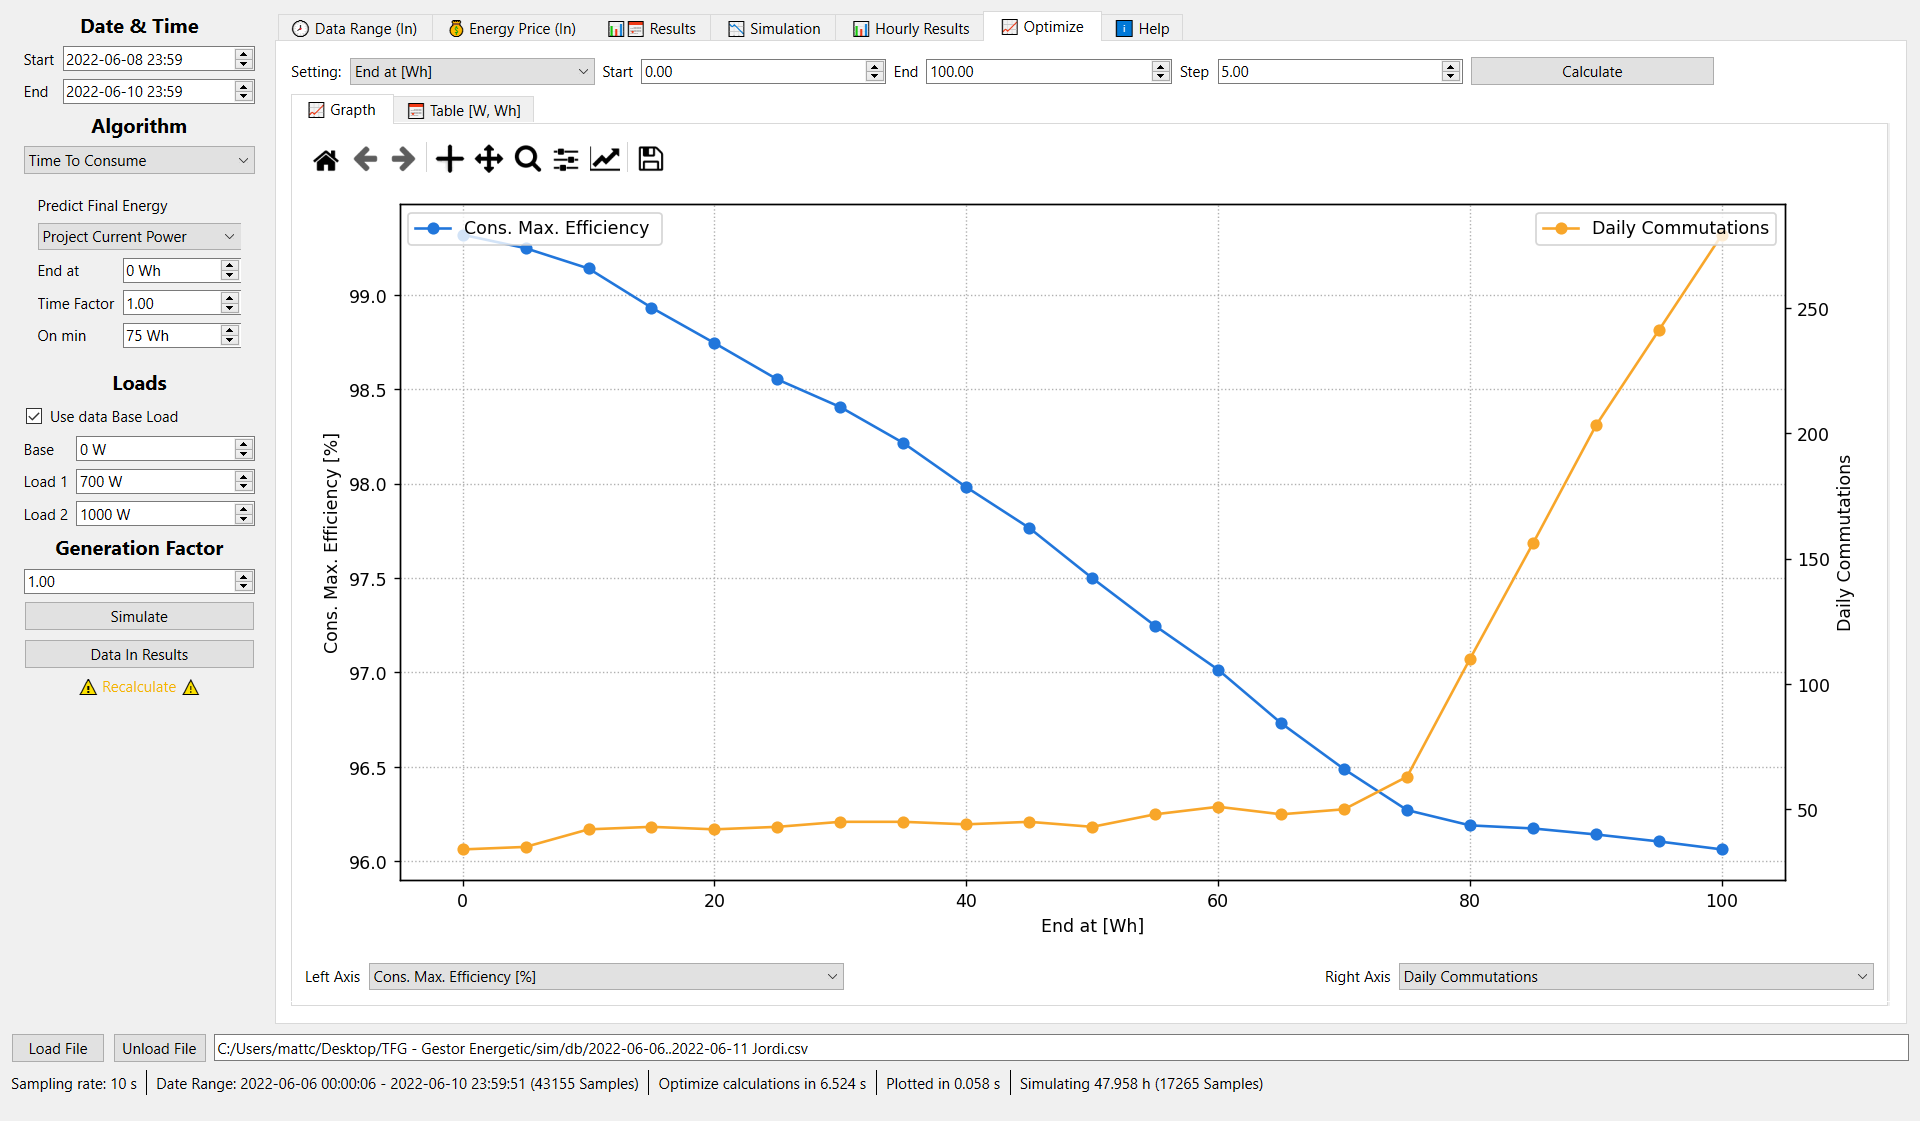 Date & Time
Start 2022-06-08 23:59
End 2022-06-10 23:59
Algorithm
Time To Consume
Predict Final Energy
Project Current Power
End at 0 Wh
Time Factor 1.00
On min 75 Wh
Loads
Use data Base Load
Base 0 W
Load 1 700 W
Load 2 1000 W
Generation Factor
1.00
Simulate
Data In Results
Recalculate
Data Range (In) Energy Price (In) Results Simulation Hourly Results Optimize Help
Setting: End at [Wh] Start 0.00 End 100.00 Step 5.00 Calculate
Grapth Table [W, Wh]
Cons. Max. Efficiency
Daily Commutations
Cons. Max. Efficiency [%]
99.0
98.5
98.0
97.5
97.0
96.5
96.0
250
200
150
100
50
Daily Commutations
0 20 40 60 80 100
End at [Wh]
Left Axis Cons. Max. Efficiency [%] Right Axis Daily Commutations
Load File Unload File C:/Users/mattc/Desktop/TFG - Gestor Energetic/sim/db/2022-06-06..2022-06-11 Jordi.csv
Sampling rate: 10 s Date Range: 2022-06-06 00:00:06 - 2022-06-10 23:59:51 (43155 Samples) Optimize calculations in 6.524 s Plotted in 0.058 s Simulating 47.958 h (17265 Samples)